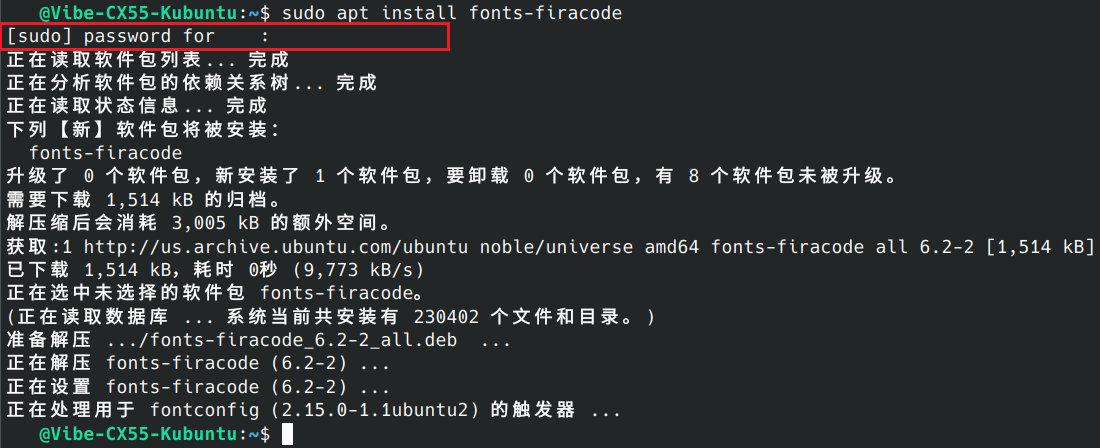 @Vibe-CX55-Kubuntu:~$ sudo apt install fonts-firacode
[sudo] password for    :
正在读取软件包列表... 完成
正在分析软件包的依赖关系树... 完成
正在读取状态信息... 完成
下列【新】软件包将被安装：
  fonts-firacode
升级了 0 个软件包，新安装了 1 个软件包，要卸载 0 个软件包，有 8 个软件包未被升级。
需要下载 1,514 kB 的归档。
解压缩后会消耗 3,005 kB 的额外空间。
获取:1 http://us.archive.ubuntu.com/ubuntu noble/universe amd64 fonts-firacode all 6.2-2 [1,514 kB]
已下载 1,514 kB，耗时 0秒 (9,773 kB/s)
正在选中未选择的软件包 fonts-firacode。
(正在读取数据库 ... 系统当前共安装有 230402 个文件和目录。)
准备解压 .../fonts-firacode_6.2-2_all.deb  ...
正在解压 fonts-firacode (6.2-2) ...
正在设置 fonts-firacode (6.2-2) ...
正在处理用于 fontconfig (2.15.0-1.1ubuntu2) 的触发器 ...
@Vibe-CX55-Kubuntu:~$